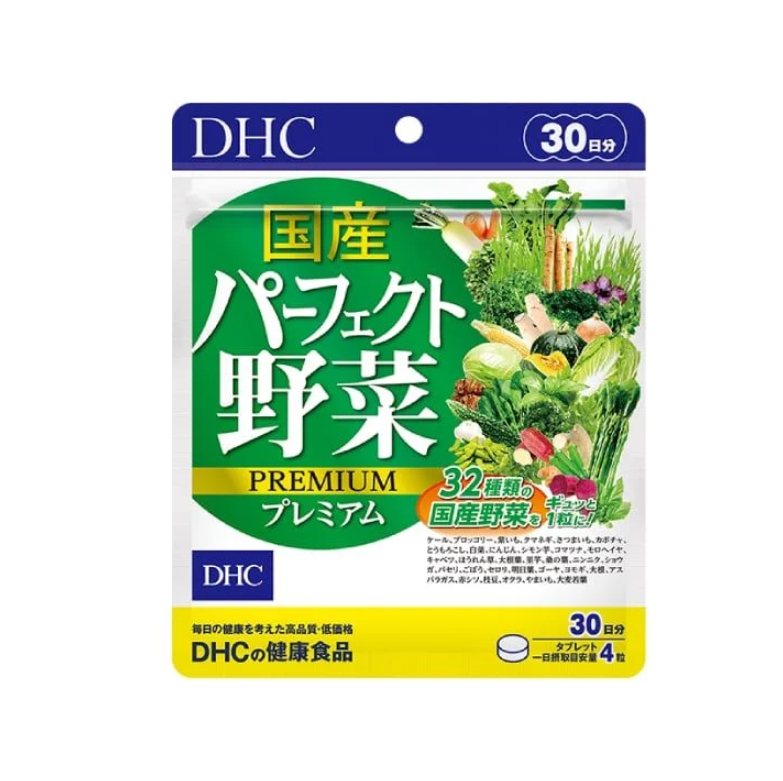 DHC
30日分
国産
パーフェクト
野菜
PREMIUM
プレミアム
32種類の
国産野菜を
ギュッと
1粒に!
ケール、ブロッコリー、紫いも、タマネギ、さつまいも、カボチャ、
とうもろこし、白菜、にんじん、シモン芋、コマツナ、モロヘイヤ、
キャベツ、ほうれん草、大根葉、里芋、桑の葉、ニンニク、ショウ
ガ、パセリ、ごぼう、セロリ、明日葉、ゴーヤ、ヨモギ、大根、アス
パラガス、赤シソ、枝豆、オクラ、やまいも、大麦若葉
DHC
毎日の健康を考えた高品質・低価格
DHCの健康食品
30日分
タブレット
一日摂取目安量4粒